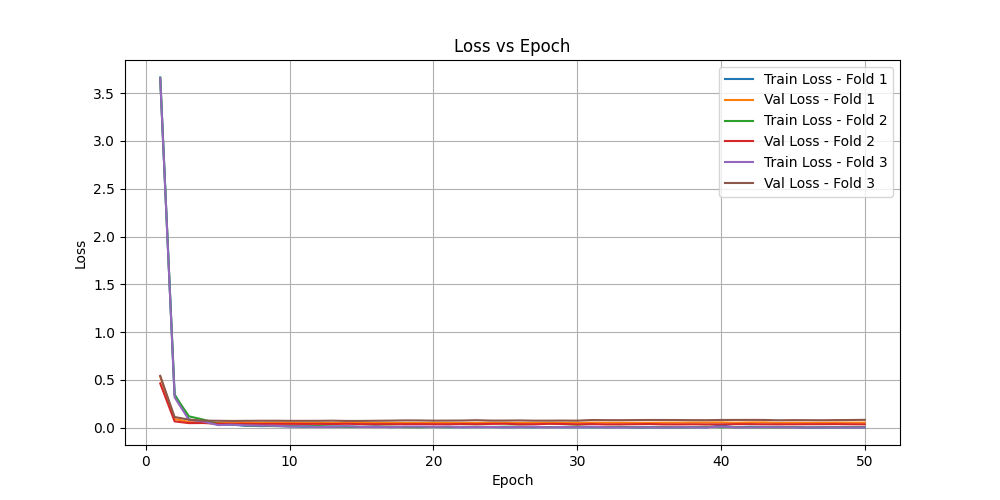 Loss vs Epoch
Train Loss - Fold 1
Val Loss - Fold 1
Train Loss - Fold 2
Val Loss - Fold 2
Train Loss - Fold 3
Val Loss - Fold 3
3.5
3.0
2.5
2.0
1.5
1.0
0.5
0.0
Loss
0 10 20 30 40 50
Epoch